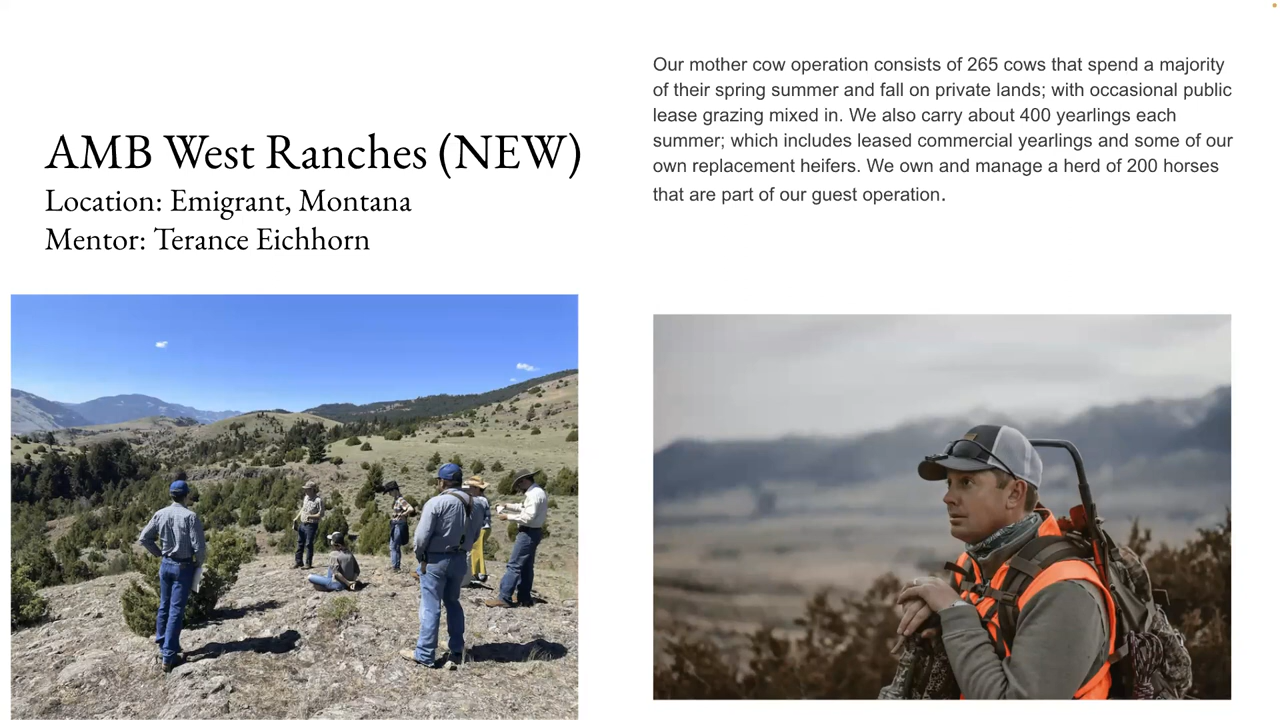 AMB West Ranches (NEW)
Location: Emigrant, Montana
Mentor: Terance Eichhorn
Our mother cow operation consists of 265 cows that spend a majority
of their spring summer and fall on private lands; with occasional public
lease grazing mixed in. We also carry about 400 yearlings each
summer; which includes leased commercial yearlings and some of our
own replacement heifers. We own and manage a herd of 200 horses
that are part of our guest operation.